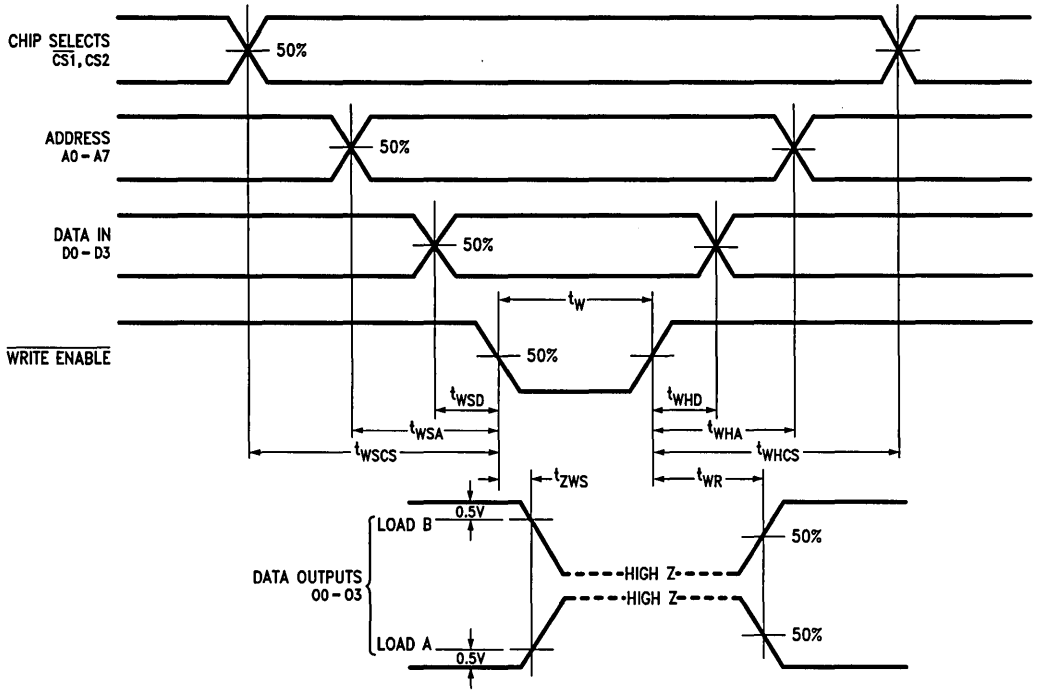 CHIP SELECTS
CS1, CS2
50%
ADDRESS
A0 – A7
50%
DATA IN
D0 – D3
50%
tW
WRITE ENABLE
50%
tWSD
tWHD
tWSA
tWHA
tWSCS
tWHCS
tZWS
tWR
0.5V
LOAD B
50%
DATA OUTPUTS
O0 – O3
HIGH Z
HIGH Z
LOAD A
50%
0.5V